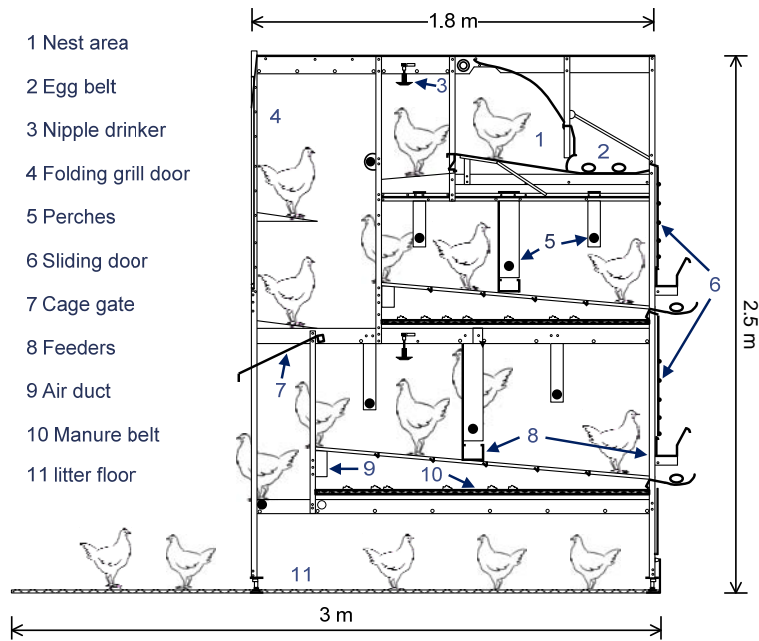 1.8 m
1 Nest area
2 Egg belt
3 Nipple drinker
4 Folding grill door
5 Perches
6 Sliding door
7 Cage gate
8 Feeders
9 Air duct
10 Manure belt
11 litter floor
3
4
1
2
5
6
2.5 m
7
8
9
10
11
3 m